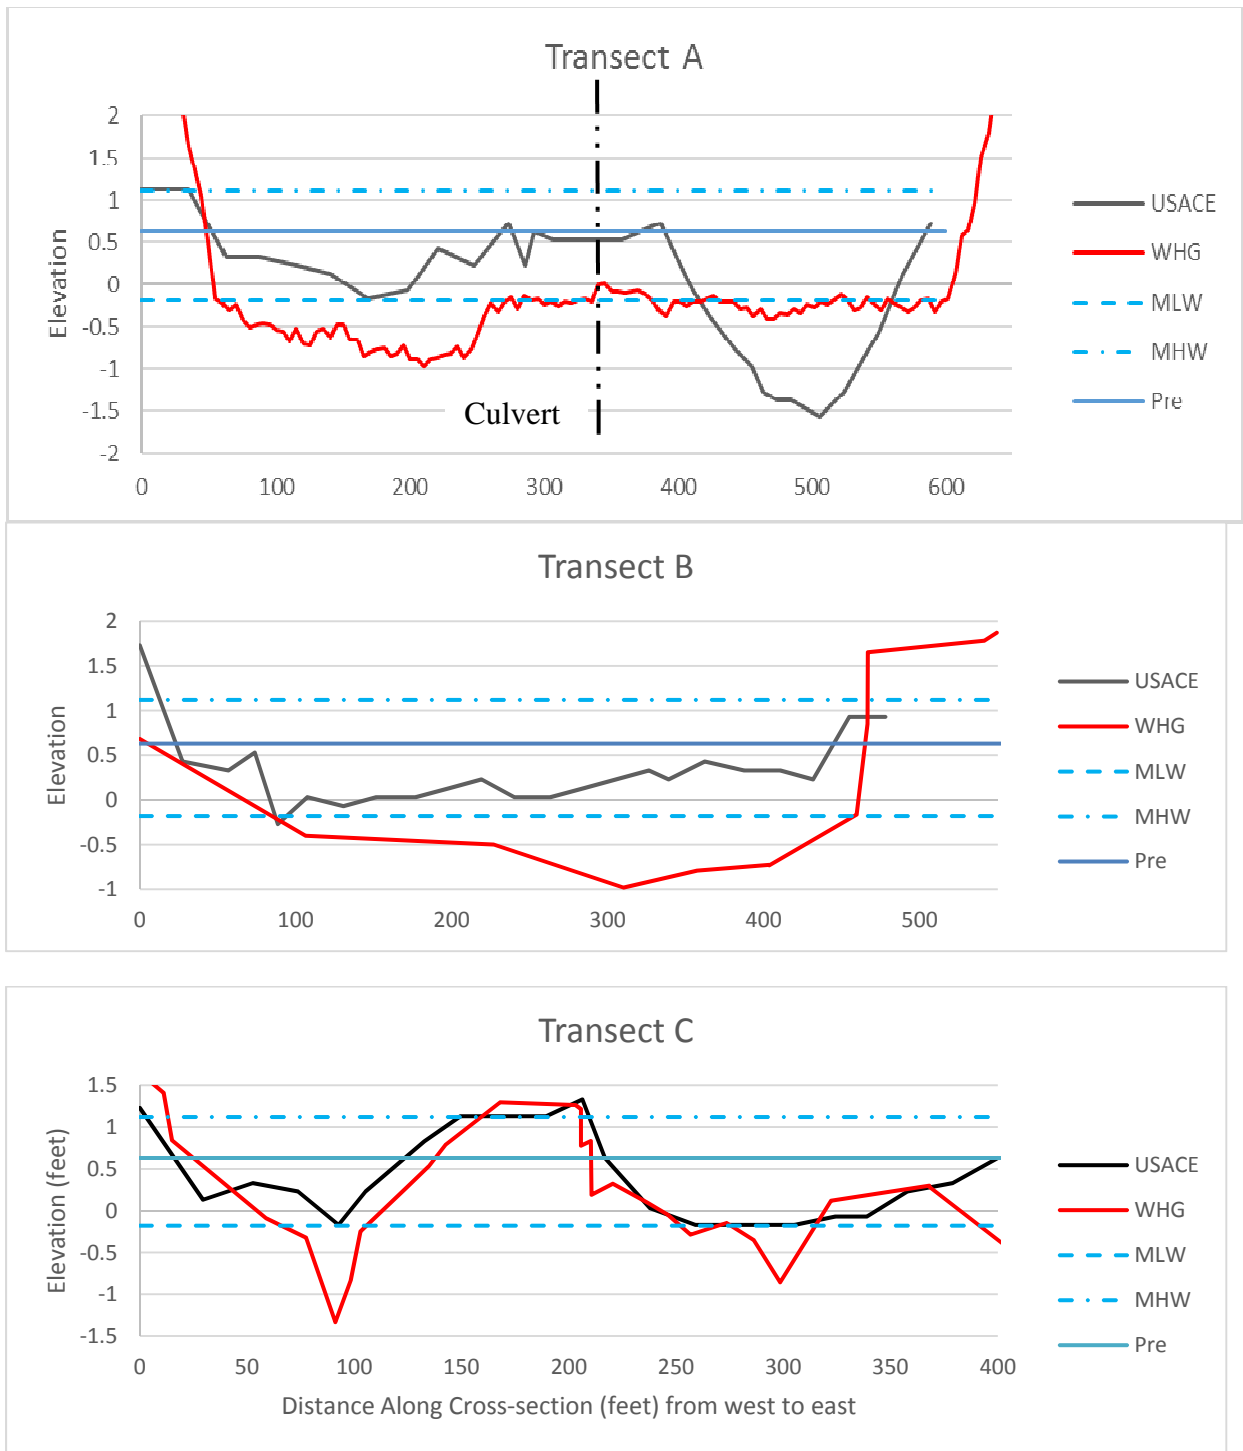 Transect A
2
1.5
1
0.5
0
-0.5
-1
-1.5
-2
Elevation
0 100 200 300 400 500 600
Culvert
USACE
WHG
MLW
MHW
Pre
Transect B
2
1.5
1
0.5
0
-0.5
-1
Elevation
0 100 200 300 400 500
USACE
WHG
MLW
MHW
Pre
Transect C
1.5
1
0.5
0
-0.5
-1
-1.5
Elevation (feet)
0 50 100 150 200 250 300 350 400
Distance Along Cross-section (feet) from west to east
USACE
WHG
MLW
MHW
Pre